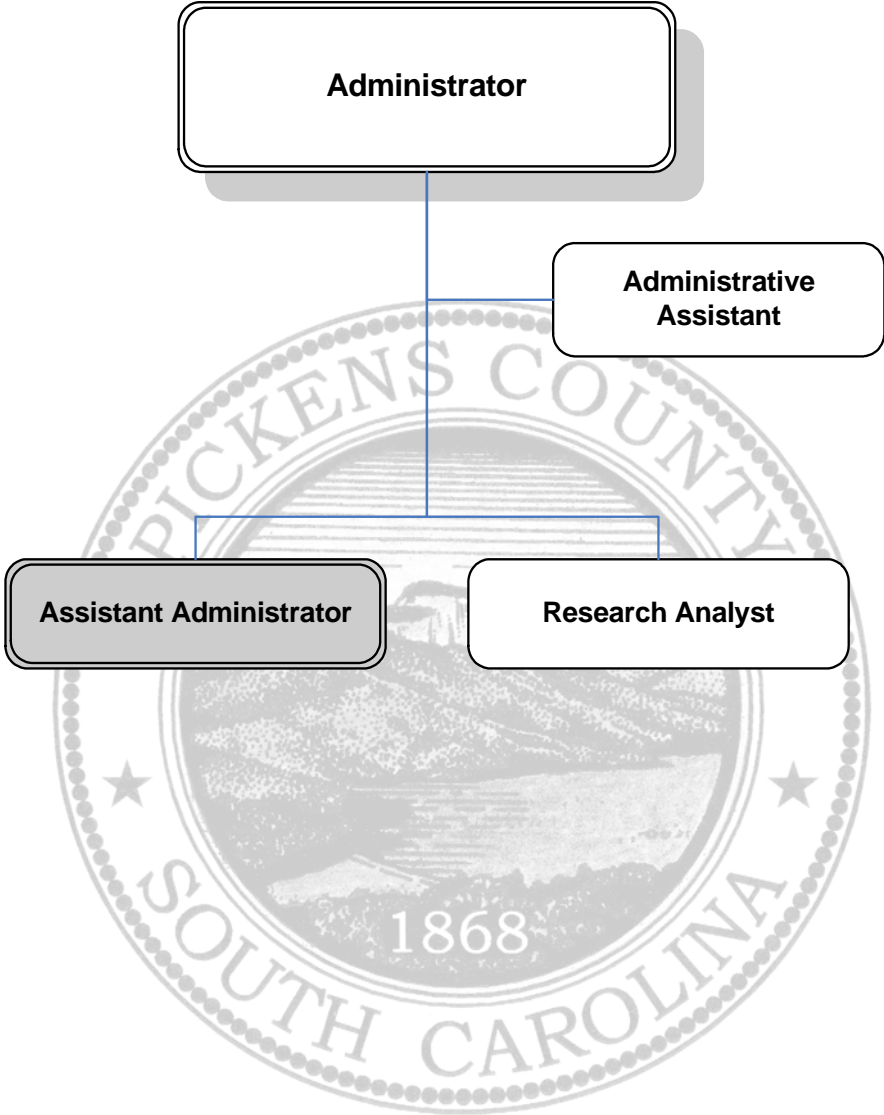 Administrator
Administrative
Assistant
PICKENS COUNTY
Assistant Administrator
Research Analyst
1868
SOUTH CAROLINA